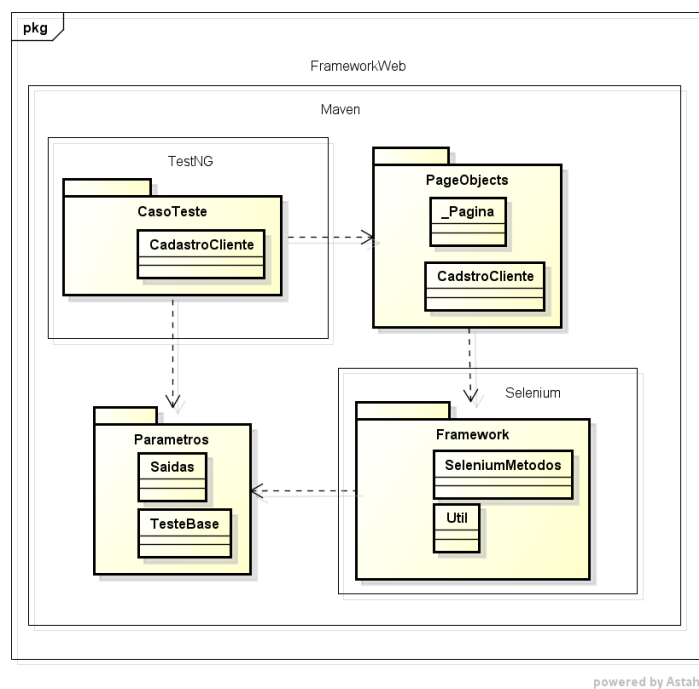 pkg
FrameworkWeb
Maven
TestNG
CasoTeste
CadastroCliente
PageObjects
_Pagina
CadstroCliente
Selenium
Framework
SeleniumMetodos
Util
Parametros
Saidas
TesteBase
powered by Astah